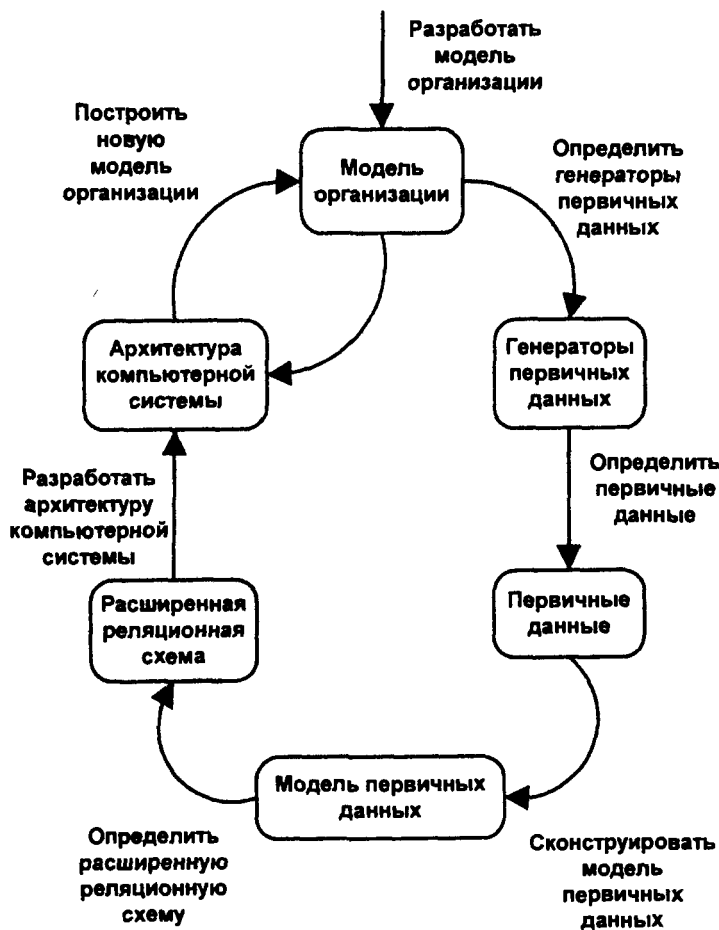 Разработать
модель
организации
Построить
новую
модель
организации
Модель
организации
Определить
генераторы
первичных
данных
Архитектура
компьютерной
системы
Генераторы
первичных
данных
Разработать
архитектуру
компьютерной
системы
Определить
первичные
данные
Расширенная
реляционная
схема
Первичные
данные
Модель первичных
данных
Определить
расширенную
реляционную
схему
Сконструировать
модель
первичных
данных